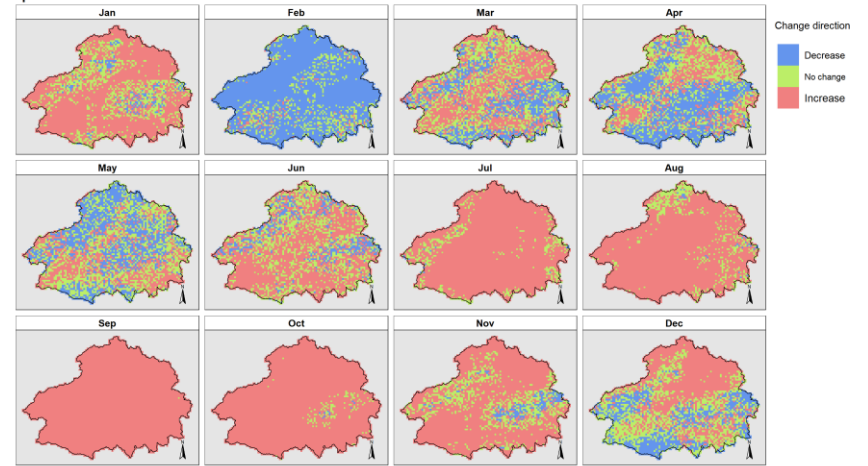 Jan
Feb
Mar
Apr
Change direction
Decrease
No change
Increase
N
N
N
N
May
Jun
Jul
Aug
N
N
N
N
Sep
Oct
Nov
Dec
N
N
N
N